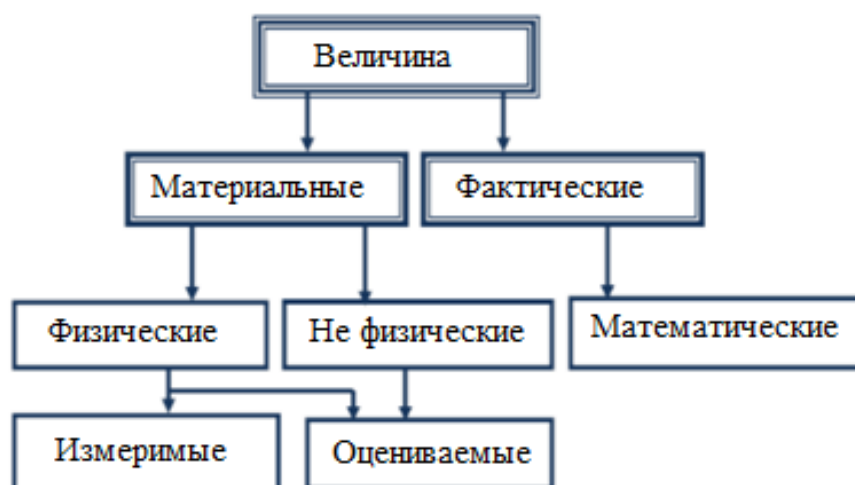 Величина
Материальные
Фактические
Физические
Не физические
Математические
Измеримые
Оцениваемые